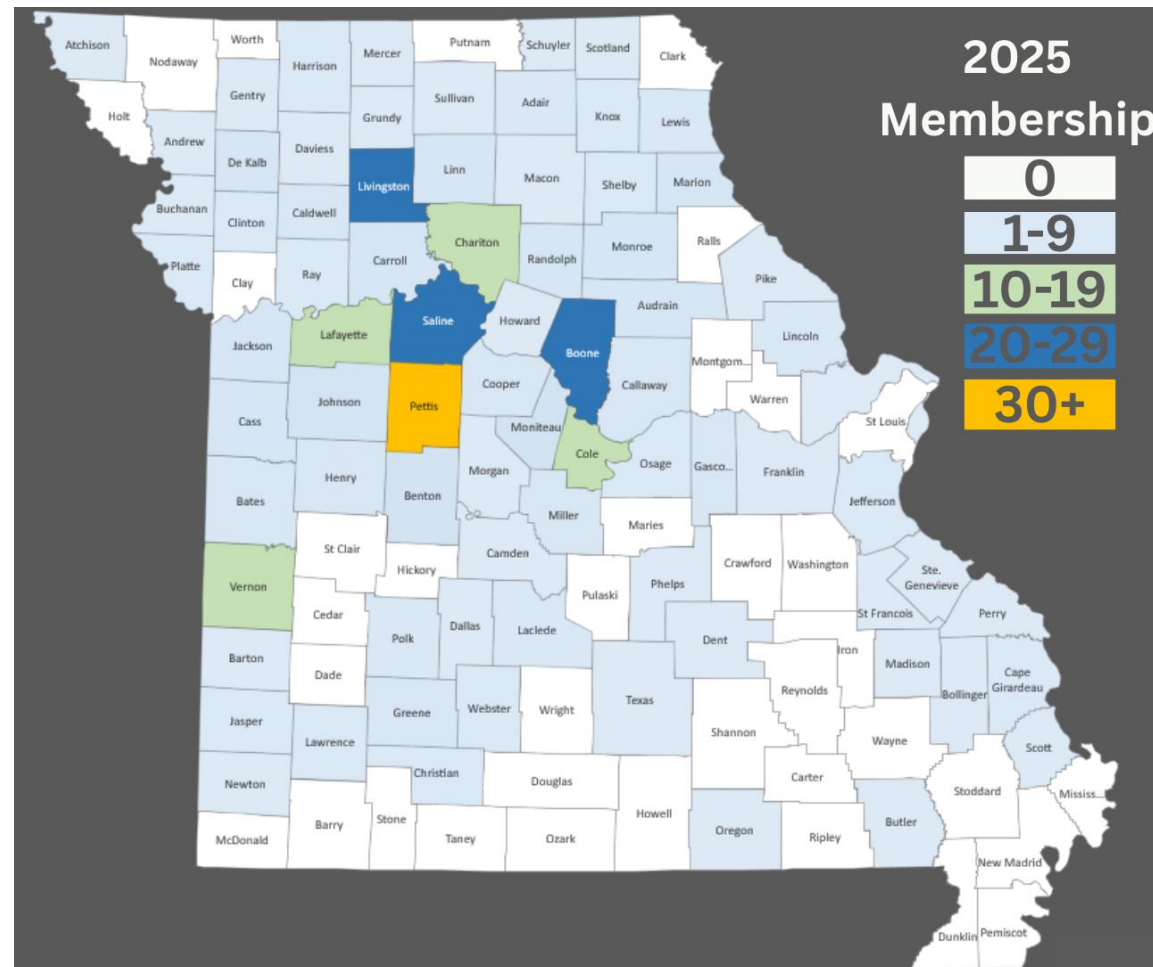 2025
Membership
0
1-9
10-19
20-29
30+
Atchison
Nodaway
Worth
Harrison
Mercer
Putnam
Schuyler
Scotland
Clark
Holt
Gentry
Sullivan
Adair
Knox
Lewis
Andrew
De Kalb
Daviess
Grundy
Livingston
Linn
Macon
Shelby
Marion
Buchanan
Clinton
Caldwell
Chariton
Randolph
Monroe
Ralls
Platte
Clay
Ray
Carroll
Pike
Audrain
Jackson
Lafayette
Saline
Howard
Boone
Callaway
Montgom...
Lincoln
Warren
St Louis
Cass
Johnson
Pettis
Cooper
Moniteau
Cole
Osage
Gasco...
Franklin
Jefferson
Bates
Henry
Benton
Morgan
Miller
Maries
Vernon
St Clair
Hickory
Camden
Pulaski
Phelps
Crawford
Washington
Ste.
Genevieve
St Francois
Perry
Cedar
Polk
Dallas
Laclede
Dent
Iron
Madison
Bollinger
Cape
Girardeau
Barton
Dade
Greene
Webster
Wright
Texas
Shannon
Reynolds
Wayne
Scott
Jasper
Lawrence
Christian
Douglas
Howell
Carter
Stoddard
Mississ...
Newton
McDonald
Barry
Stone
Taney
Ozark
Oregon
Ripley
Butler
New Madrid
Dunklin
Pemiscot